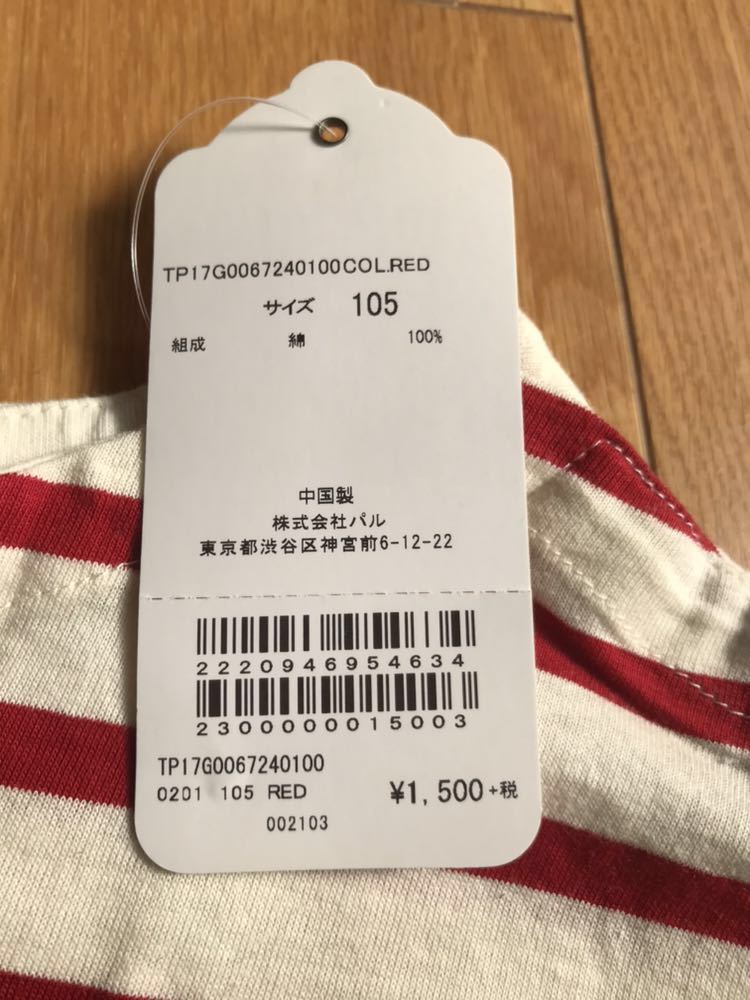 TP17G0067240100COL.RED
サイズ 105
組成 綿 100%
中国製
株式会社パル
東京都渋谷区神宮前6-12-22
2220946954634
2300000015003
TP17G0067240100
0201 105 RED ¥1,500+税
002103